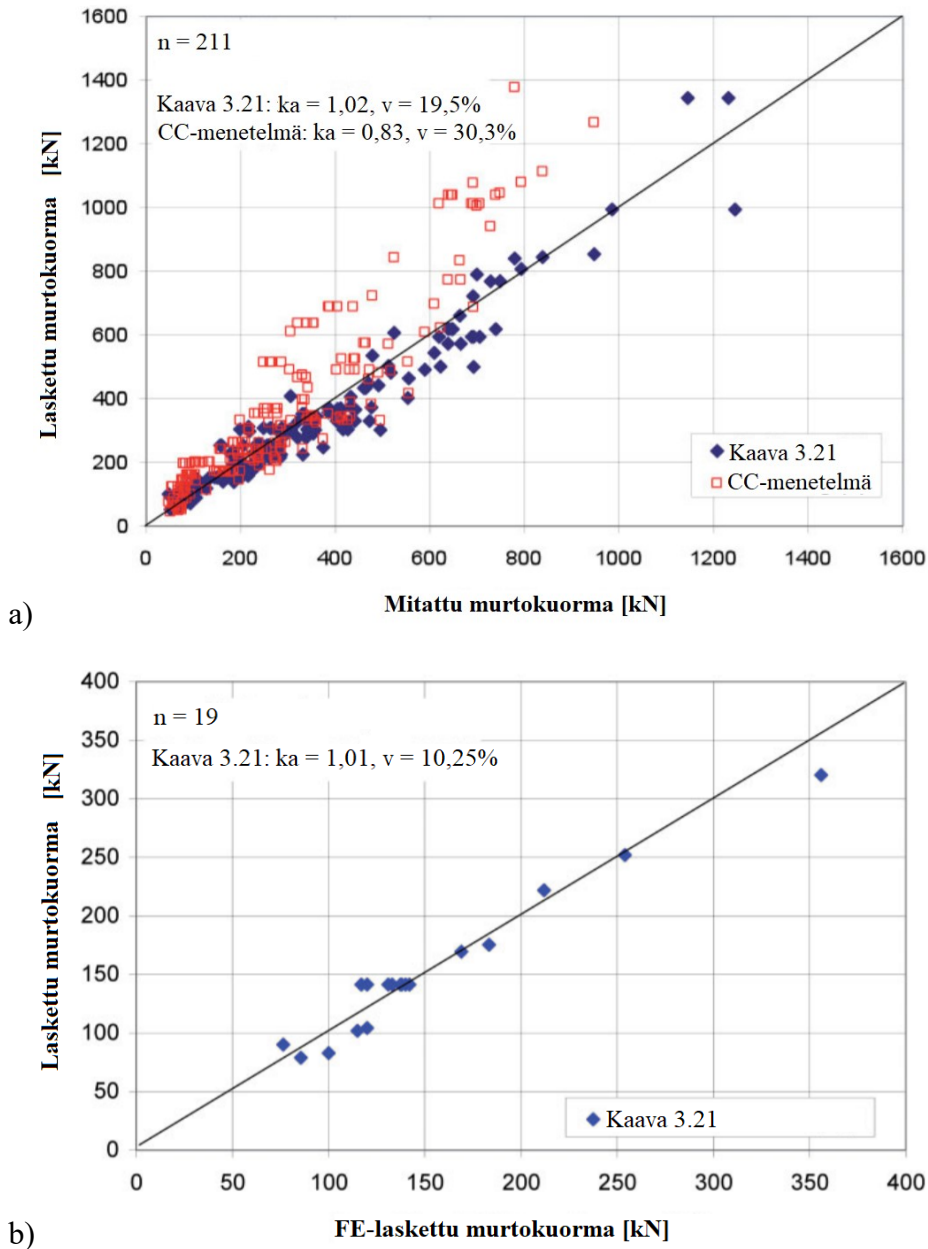 1600
1400
1200
1000
800
600
400
200
0
Laskettu murtokuorma [kN]
n = 211
Kaava 3.21: ka = 1,02, v = 19,5%
CC-menetelmä: ka = 0,83, v = 30,3%
Kaava 3.21
CC-menetelmä
0 200 400 600 800 1000 1200 1400 1600
Mitattu murtokuorma [kN]
a)
400
350
300
250
200
150
100
50
0
Laskettu murtokuorma [kN]
n = 19
Kaava 3.21: ka = 1,01, v = 10,25%
Kaava 3.21
0 50 100 150 200 250 300 350 400
FE-laskettu murtokuorma [kN]
b)